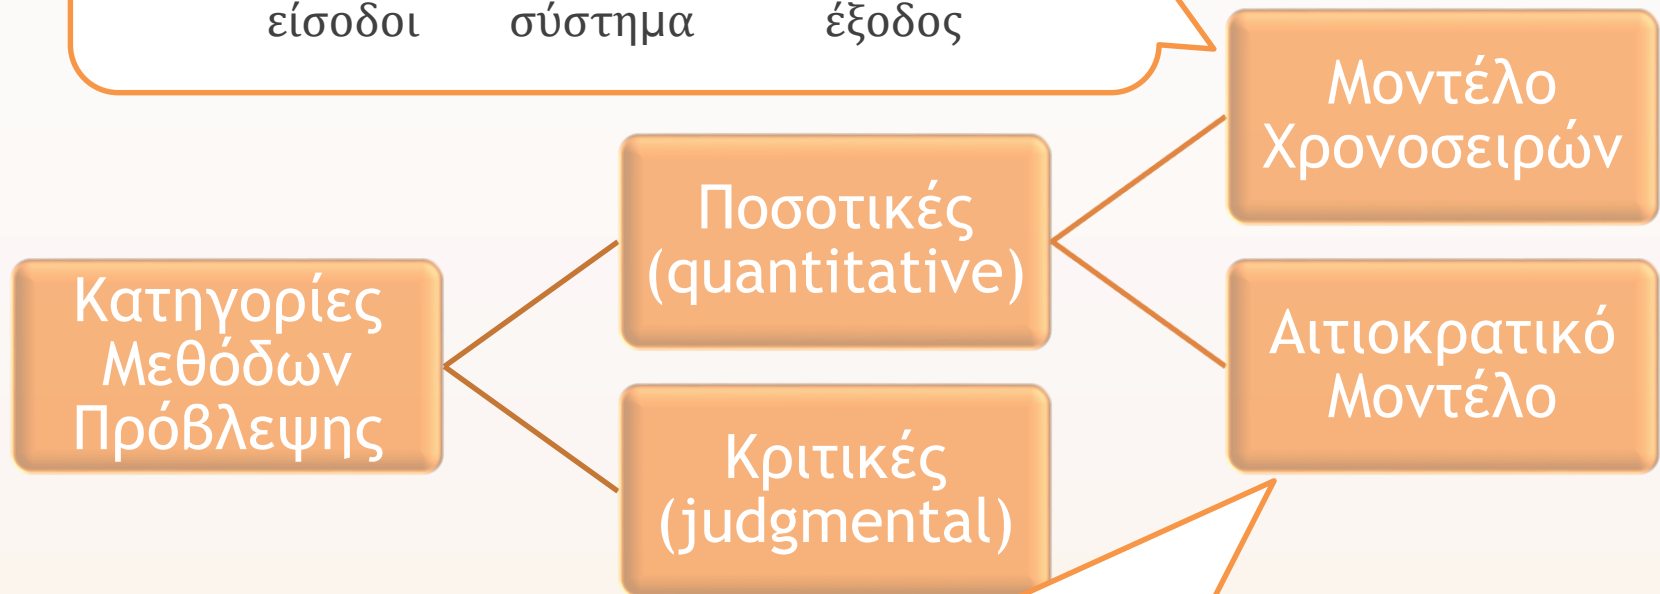 είσοδοι σύστημα έξοδος
Μοντέλο
Χρονοσειρών
Ποσοτικές
(quantitative)
Κατηγορίες
Μεθόδων
Πρόβλεψης
Αιτιοκρατικό
Μοντέλο
Κριτικές
(judgmental)